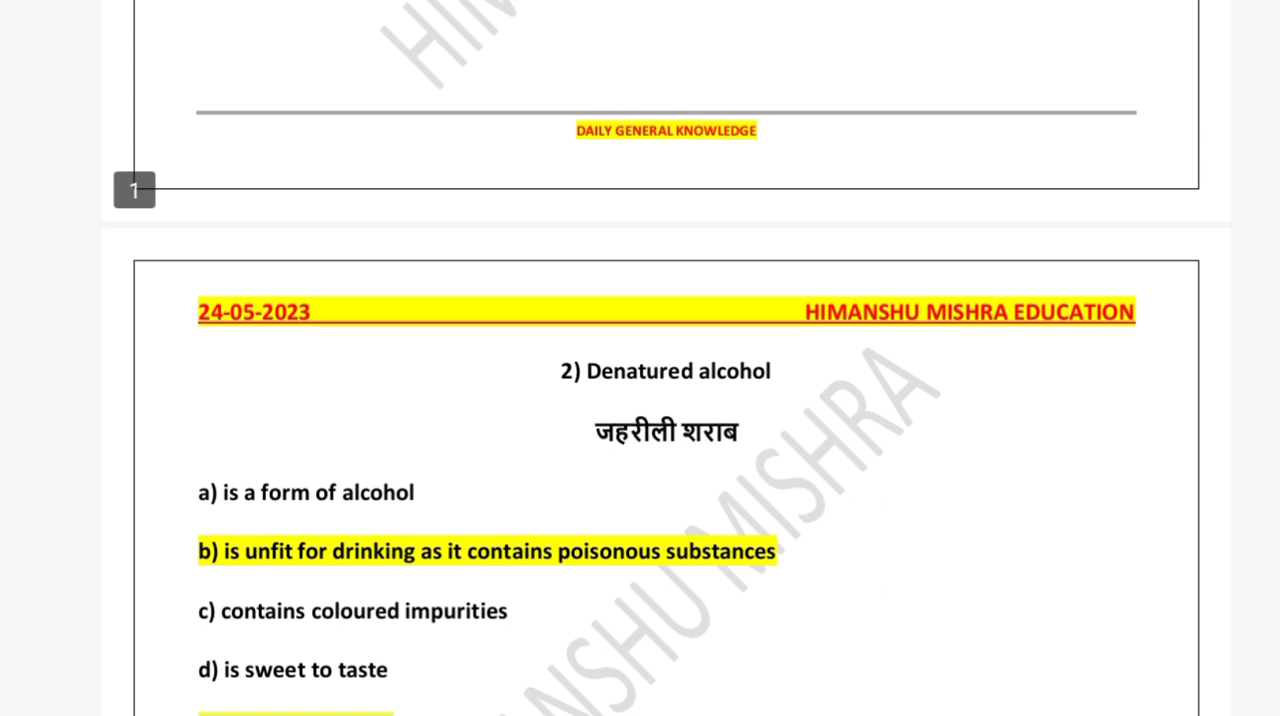 DAILY GENERAL KNOWLEDGE
1
24-05-2023 HIMANSHU MISHRA EDUCATION
2) Denatured alcohol
जहरीली शराब
a) is a form of alcohol
b) is unfit for drinking as it contains poisonous substances
c) contains coloured impurities
d) is sweet to taste